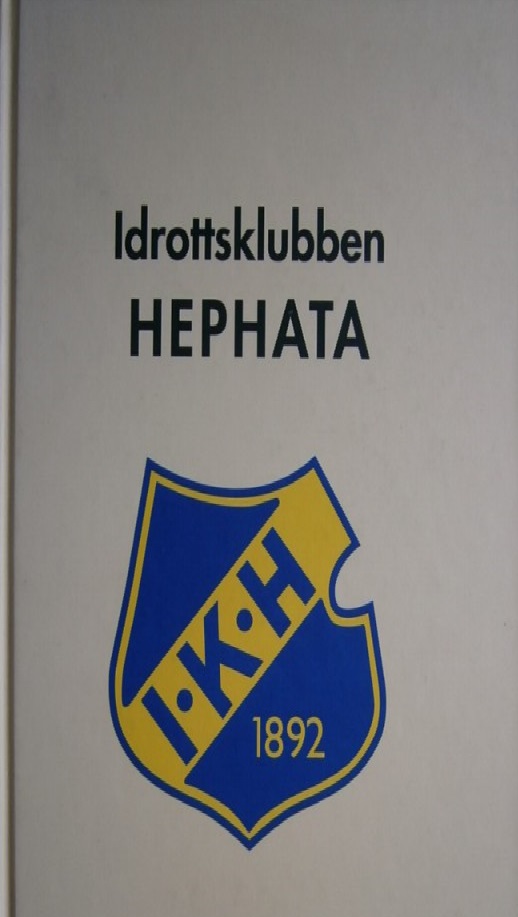 Idrottsklubben
HEPHATA
I·K·H
1892